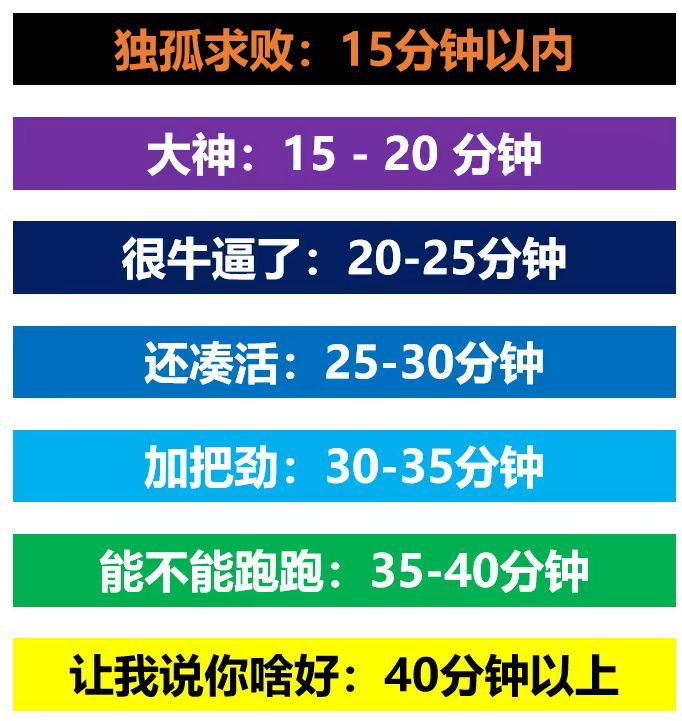 独孤求败：15分钟以内
大神：15 - 20 分钟
很牛逼了：20-25分钟
还凑活：25-30分钟
加把劲：30-35分钟
能不能跑跑：35-40分钟
让我说你啥好：40分钟以上